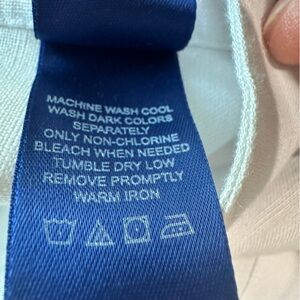 MACHINE WASH COOL
WASH DARK COLORS
SEPARATELY
ONLY NON-CHLORINE
BLEACH WHEN NEEDED
TUMBLE DRY LOW
REMOVE PROMPTLY
WARM IRON